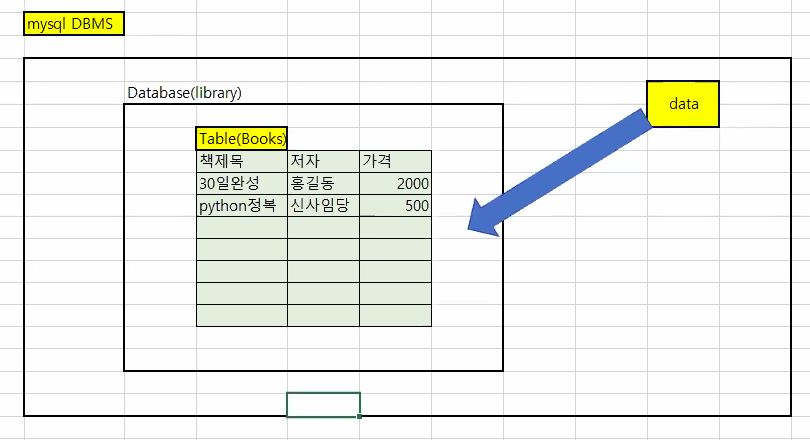 mysql DBMS
Database(library)
data
Table(Books)
책제목 저자 가격
30일완성 홍길동 2000
python정복 신사임당 500